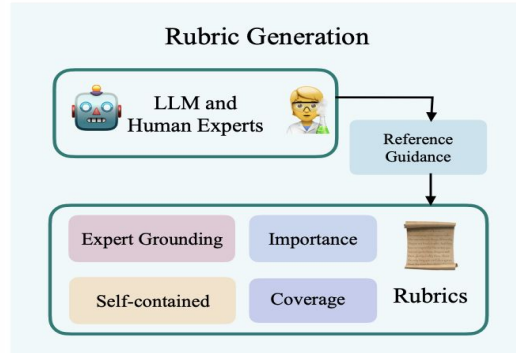 Rubric Generation
LLM and
Human Experts
Reference
Guidance
Expert Grounding
Importance
Self-contained
Coverage
Rubrics